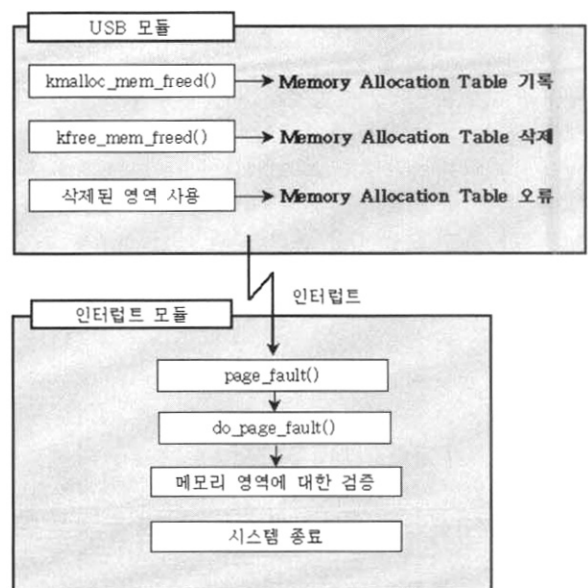 USB 모듈
kmalloc_mem_freed() Memory Allocation Table 기록
kfree_mem_freed() Memory Allocation Table 삭제
삭제된 영역 사용 Memory Allocation Table 오류
인터럽트
인터럽트 모듈
page_fault()
do_page_fault()
메모리 영역에 대한 검증
시스템 종료